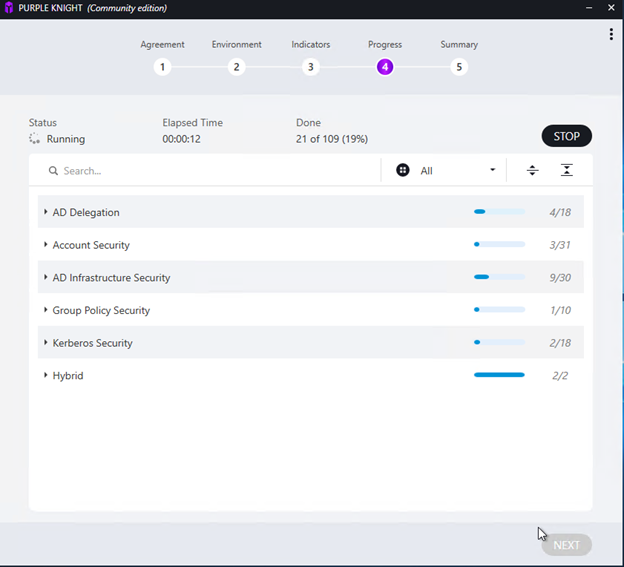 PURPLE KNIGHT (Community edition)
Agreement Environment Indicators Progress Summary
1 2 3 4 5
Status Elapsed Time Done
Running 00:00:12 21 of 109 (19%)
STOP
Search... All
AD Delegation 4/18
Account Security 3/31
AD Infrastructure Security 9/30
Group Policy Security 1/10
Kerberos Security 2/18
Hybrid 2/2
NEXT